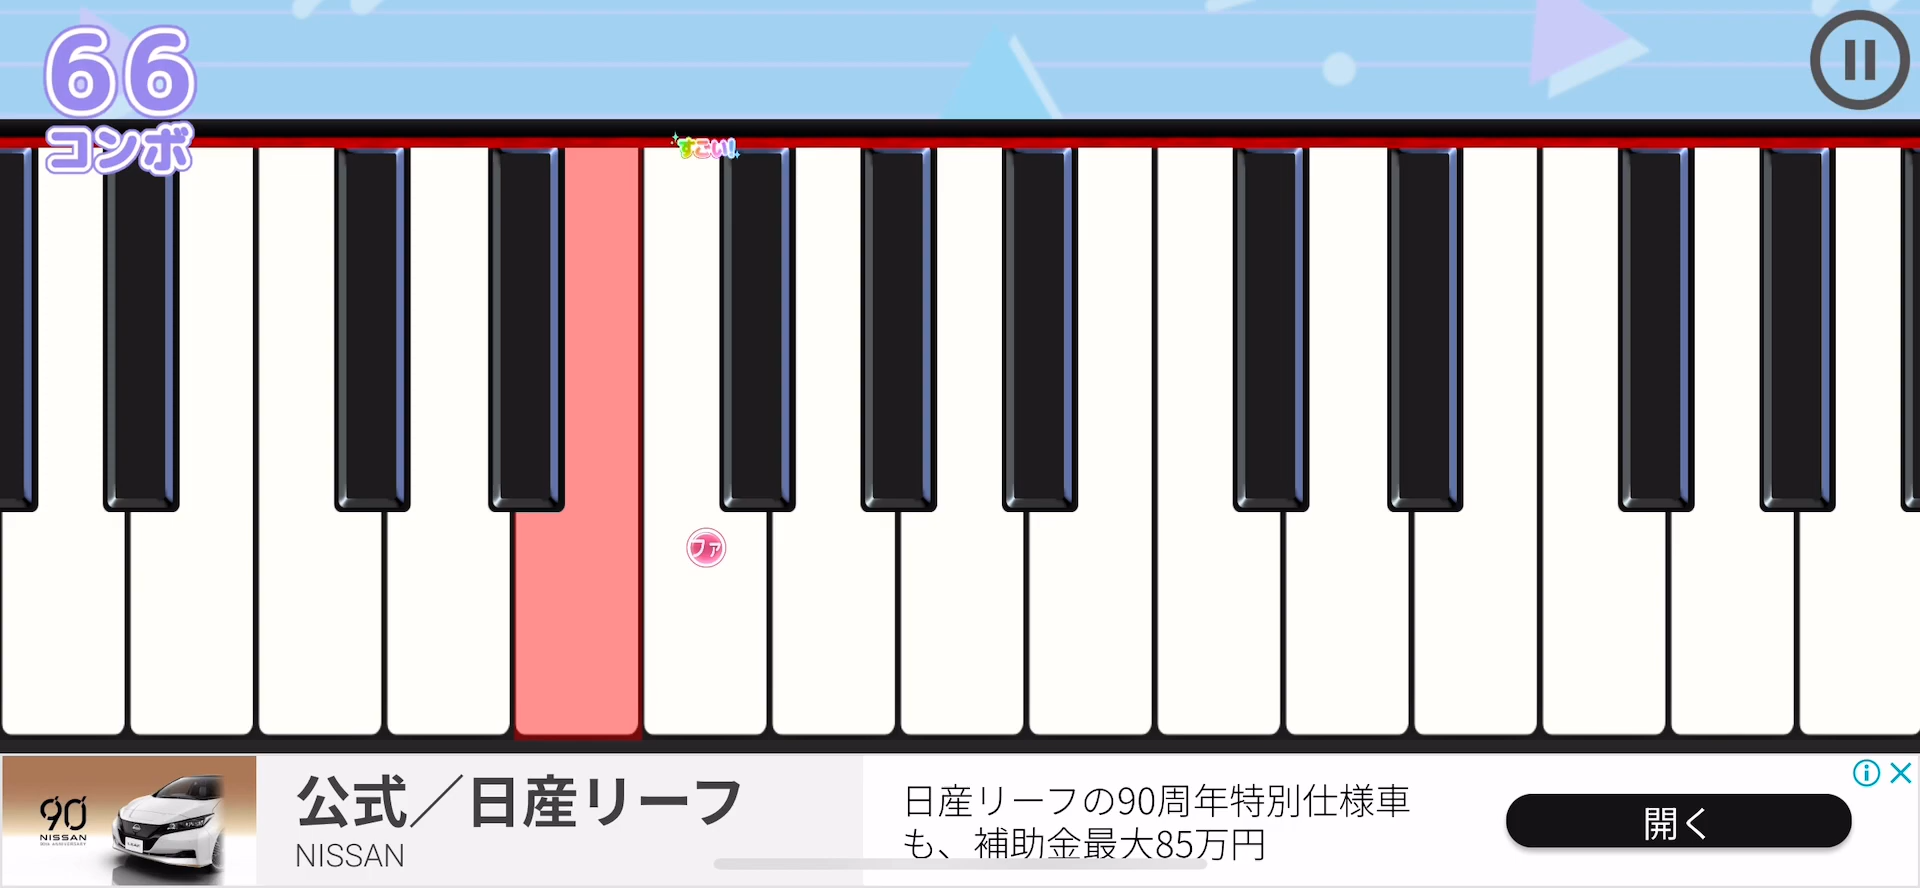 66
コンボ
すごい!
ファ
90
NISSAN
公式／日産リーフ
NISSAN
日産リーフの90周年特別仕様車
も、補助金最大85万円
開く